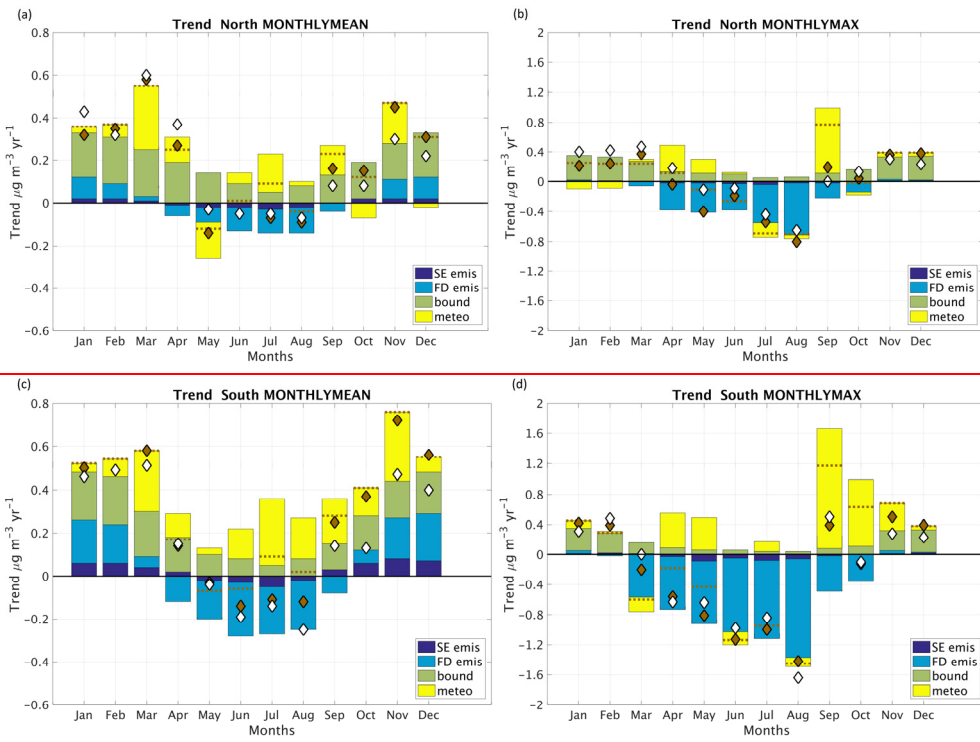 (a)
Trend North MONTHLYMEAN
Trend μg m⁻³ yr⁻¹
0.8
0.6
0.4
0.2
0
−0.2
−0.4
−0.6
SE emis
FD emis
bound
meteo
Jan Feb Mar Apr May Jun Jul Aug Sep Oct Nov Dec
Months
(b)
Trend North MONTHLYMAX
Trend μg m⁻³ yr⁻¹
2
1.6
1.2
0.8
0.4
0
−0.4
−0.8
−1.2
−1.6
−2
SE emis
FD emis
bound
meteo
Jan Feb Mar Apr May Jun Jul Aug Sep Oct Nov Dec
Months
(c)
Trend South MONTHLYMEAN
Trend μg m⁻³ yr⁻¹
0.8
0.6
0.4
0.2
0
−0.2
−0.4
−0.6
SE emis
FD emis
bound
meteo
Jan Feb Mar Apr May Jun Jul Aug Sep Oct Nov Dec
Months
(d)
Trend South MONTHLYMAX
Trend μg m⁻³ yr⁻¹
2
1.6
1.2
0.8
0.4
0
−0.4
−0.8
−1.2
−1.6
−2
SE emis
FD emis
bound
meteo
Jan Feb Mar Apr May Jun Jul Aug Sep Oct Nov Dec
Months